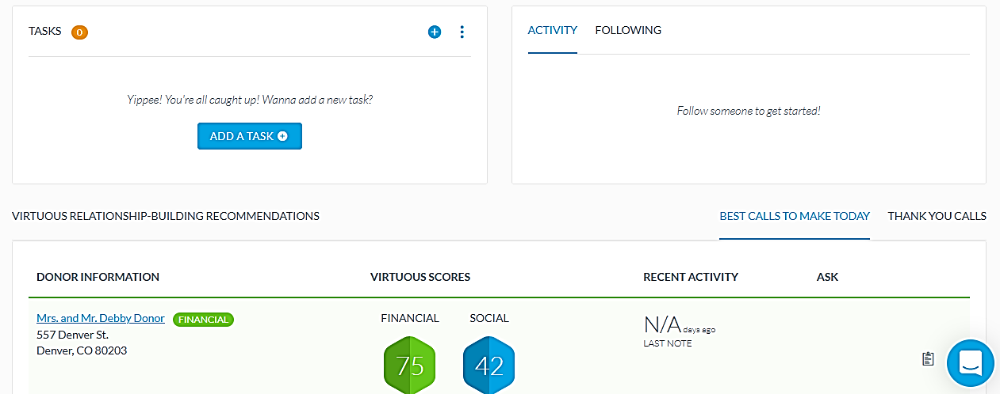 TASKS 0
Yippee! You're all caught up! Wanna add a new task?
ADD A TASK
ACTIVITY FOLLOWING
Follow someone to get started!
VIRTUOUS RELATIONSHIP-BUILDING RECOMMENDATIONS
BEST CALLS TO MAKE TODAY THANK YOU CALLS
DONOR INFORMATION VIRTUOUS SCORES RECENT ACTIVITY ASK
Mrs. and Mr. Debby Donor FINANCIAL
557 Denver St.
Denver, CO 80203
FINANCIAL SOCIAL
75 42
N/A days ago
LAST NOTE